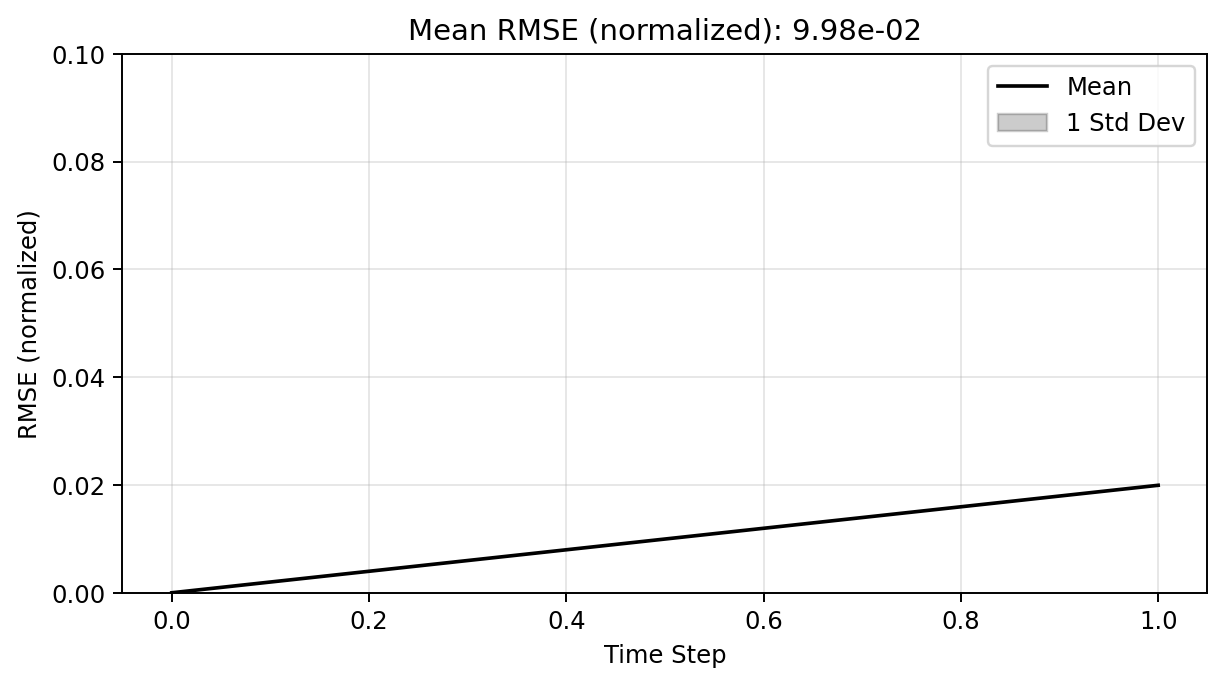 Mean RMSE (normalized): 9.98e-02
Mean
1 Std Dev
RMSE (normalized)
0.10
0.08
0.06
0.04
0.02
0.00
0.0 0.2 0.4 0.6 0.8 1.0
Time Step